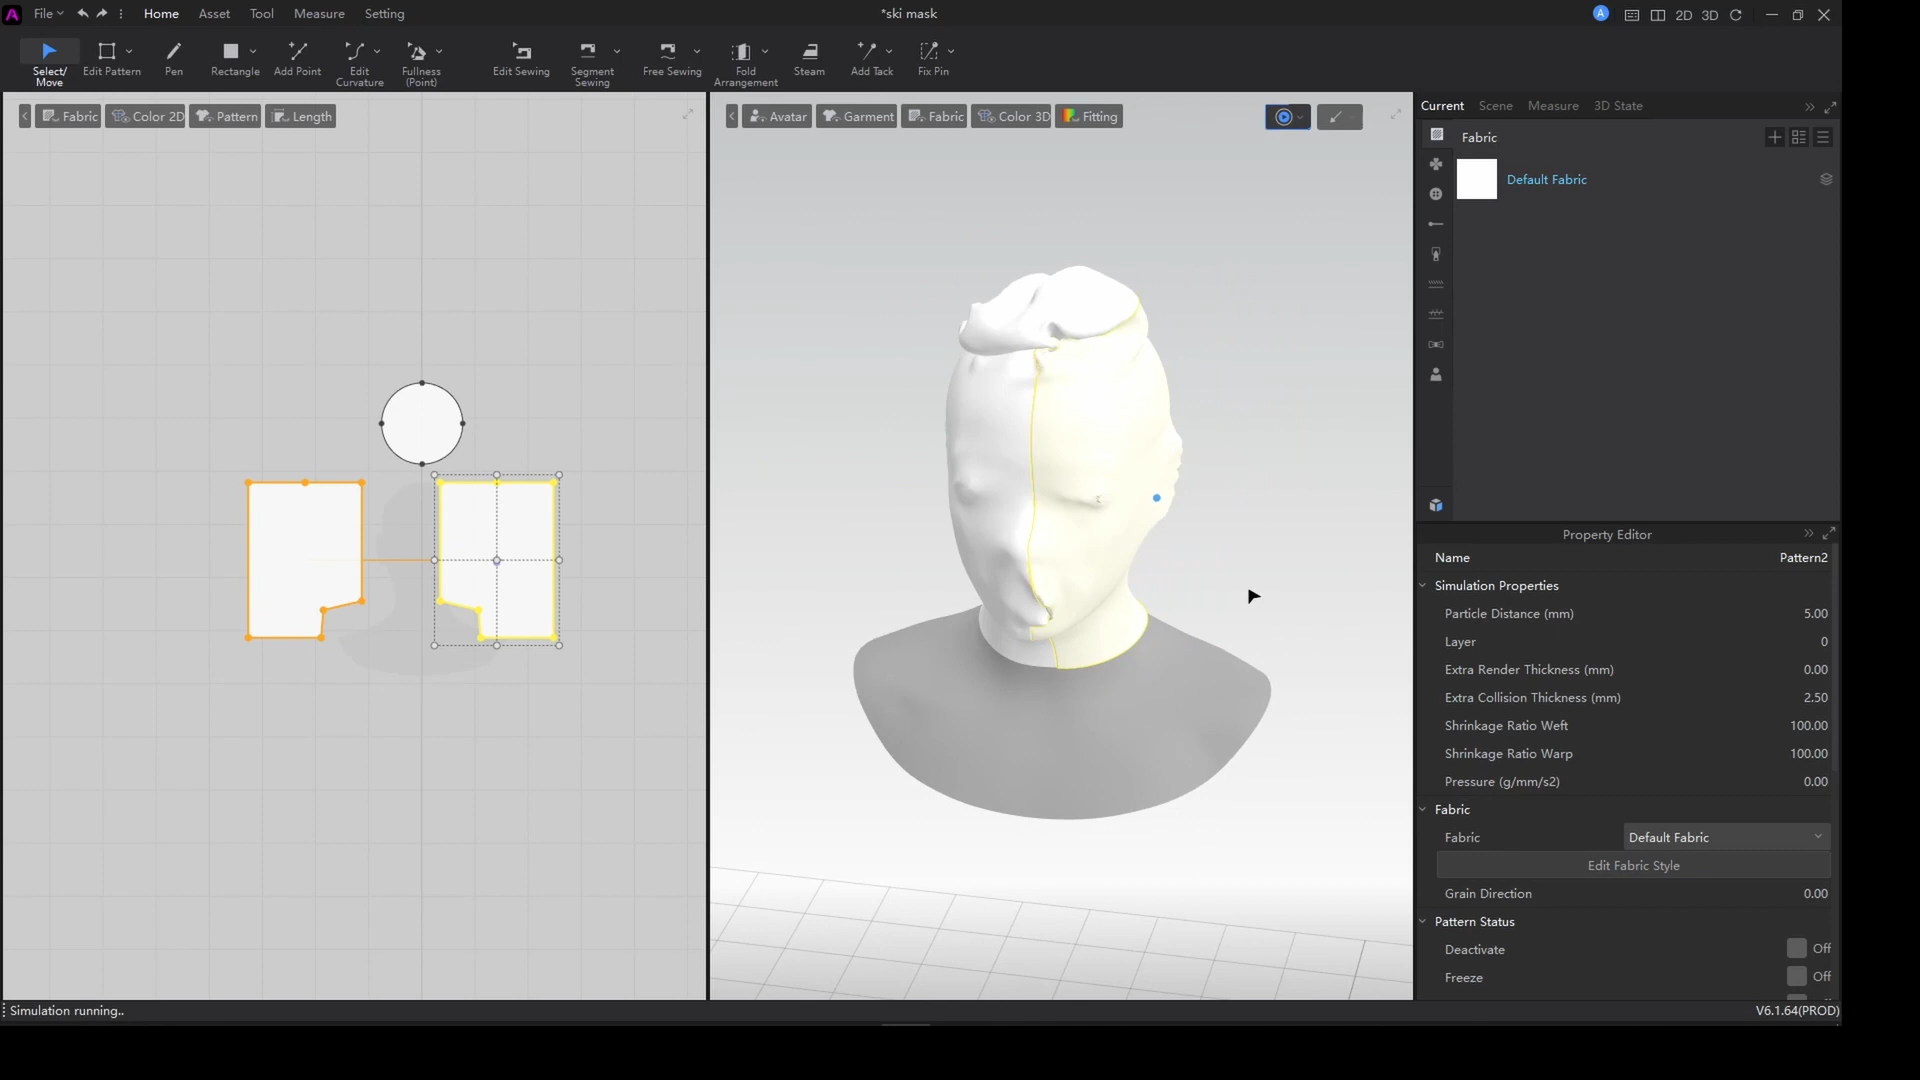 File
Home
Asset
Tool
Measure
Setting
*ski mask
A
2D
3D
Select/
Move
Edit Pattern
Pen
Rectangle
Add Point
Edit
Curvature
Fullness
(Point)
Edit Sewing
Segment
Sewing
Free Sewing
Fold
Arrangement
Steam
Add Tack
Fix Pin
Fabric
Color 2D
Pattern
Length
Avatar
Garment
Fabric
Color 3D
Fitting
Current
Scene
Measure
3D State
Fabric
Default Fabric
Property Editor
Name Pattern2
Simulation Properties
Particle Distance (mm) 5.00
Layer 0
Extra Render Thickness (mm) 0.00
Extra Collision Thickness (mm) 2.50
Shrinkage Ratio Weft 100.00
Shrinkage Ratio Warp 100.00
Pressure (g/mm/s2) 0.00
Fabric
Fabric Default Fabric
Edit Fabric Style
Grain Direction 0.00
Pattern Status
Deactivate Off
Freeze Off
Simulation running..
V6.1.64(PROD)